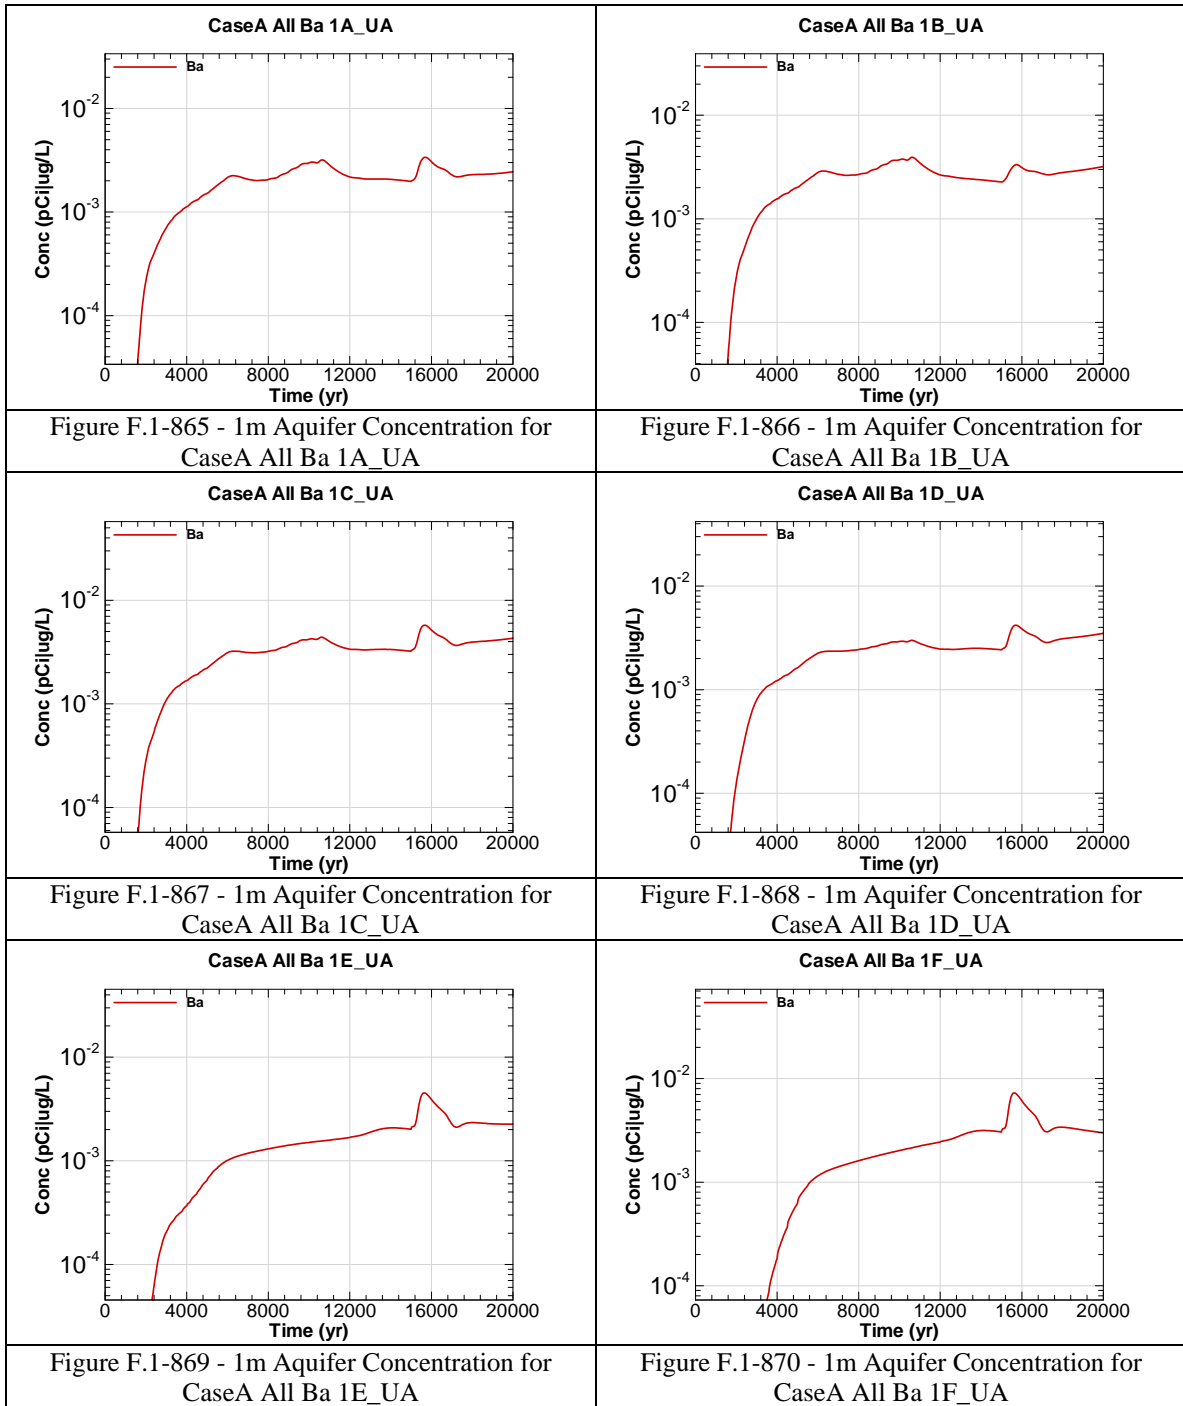 CaseA All Ba 1A_UA
Ba
Conc (pCi|ug/L)
10-2
10-3
10-4
0 4000 8000 12000 16000 20000
Time (yr)
Figure F.1-865 - 1m Aquifer Concentration for
CaseA All Ba 1A_UA
CaseA All Ba 1B_UA
Ba
Conc (pCi|ug/L)
10-2
10-3
10-4
0 4000 8000 12000 16000 20000
Time (yr)
Figure F.1-866 - 1m Aquifer Concentration for
CaseA All Ba 1B_UA
CaseA All Ba 1C_UA
Ba
Conc (pCi|ug/L)
10-2
10-3
10-4
0 4000 8000 12000 16000 20000
Time (yr)
Figure F.1-867 - 1m Aquifer Concentration for
CaseA All Ba 1C_UA
CaseA All Ba 1D_UA
Ba
Conc (pCi|ug/L)
10-2
10-3
10-4
0 4000 8000 12000 16000 20000
Time (yr)
Figure F.1-868 - 1m Aquifer Concentration for
CaseA All Ba 1D_UA
CaseA All Ba 1E_UA
Ba
Conc (pCi|ug/L)
10-2
10-3
10-4
0 4000 8000 12000 16000 20000
Time (yr)
Figure F.1-869 - 1m Aquifer Concentration for
CaseA All Ba 1E_UA
CaseA All Ba 1F_UA
Ba
Conc (pCi|ug/L)
10-2
10-3
10-4
0 4000 8000 12000 16000 20000
Time (yr)
Figure F.1-870 - 1m Aquifer Concentration for
CaseA All Ba 1F_UA